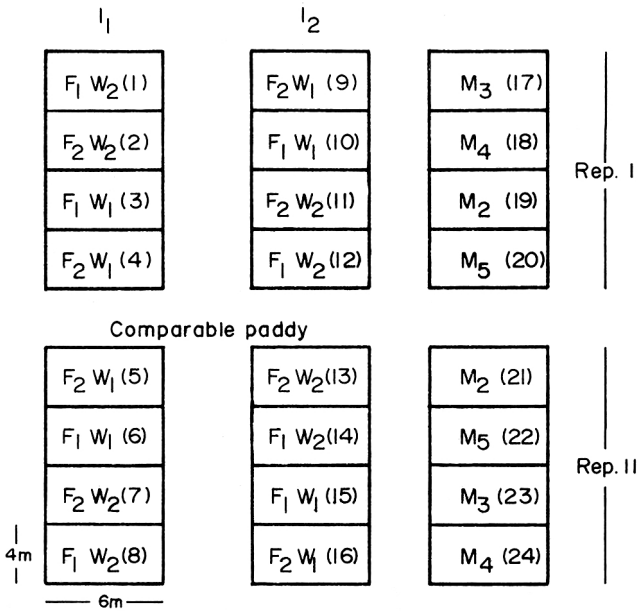 I₁ I₂
F₁ W₂ (1) F₂ W₁ (9) M₃ (17)
F₂ W₂ (2) F₁ W₁ (10) M₄ (18)
Rep. I
F₁ W₁ (3) F₂ W₂ (11) M₂ (19)
F₂ W₁ (4) F₁ W₂ (12) M₅ (20)
Comparable paddy
F₂ W₁ (5) F₂ W₂ (13) M₂ (21)
F₁ W₁ (6) F₁ W₂ (14) M₅ (22)
Rep. II
F₂ W₂ (7) F₁ W₁ (15) M₃ (23)
4m F₁ W₂ (8) F₂ W₁ (16) M₄ (24)
6m